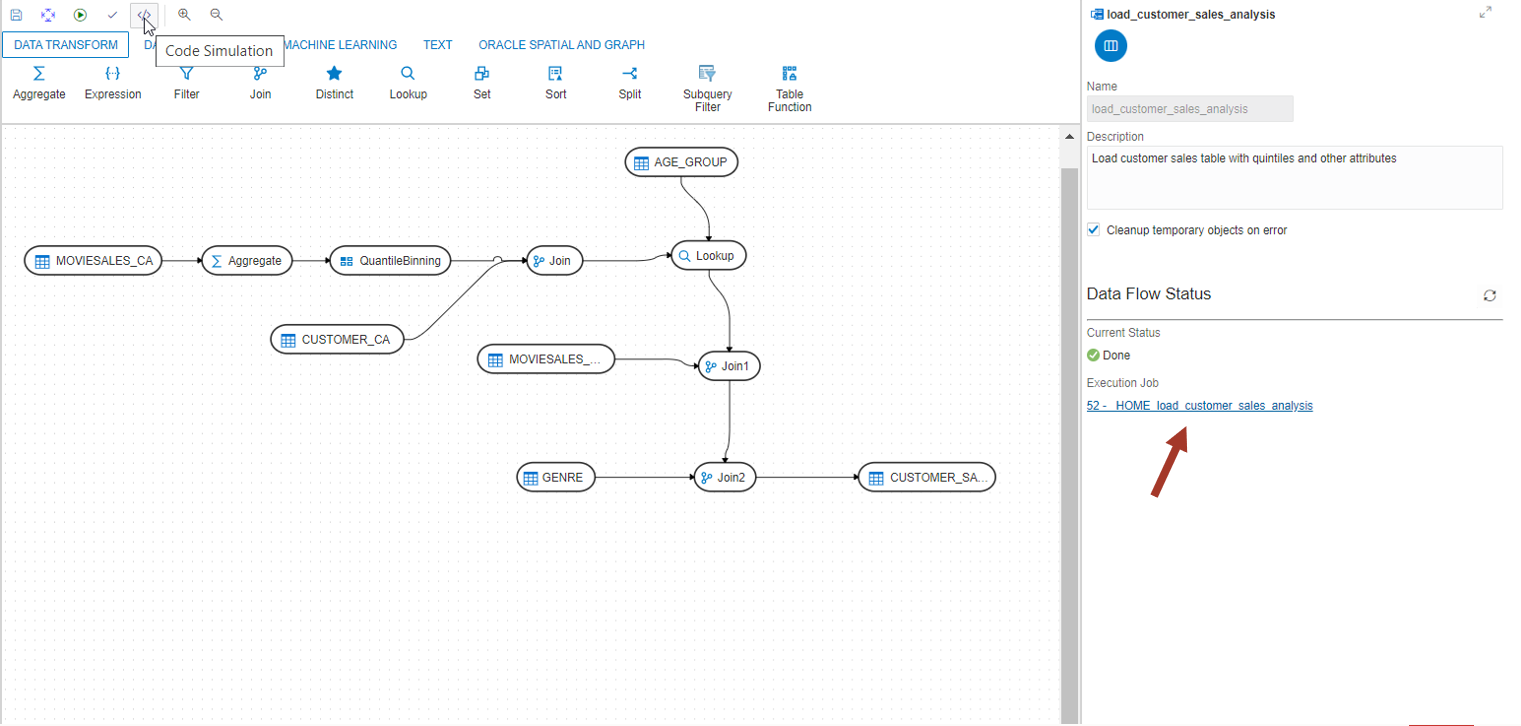 Code Simulation
DATA TRANSFORM
DA
MACHINE LEARNING
TEXT
ORACLE SPATIAL AND GRAPH
Aggregate
Expression
Filter
Join
Distinct
Lookup
Set
Sort
Split
Subquery
Filter
Table
Function
AGE_GROUP
MOVIESALES_CA
Aggregate
QuantileBinning
Join
Lookup
CUSTOMER_CA
MOVIESALES_...
Join1
GENRE
Join2
CUSTOMER_SA...
load_customer_sales_analysis
Name
load_customer_sales_analysis
Description
Load customer sales table with quintiles and other attributes
Cleanup temporary objects on error
Data Flow Status
Current Status
Done
Execution Job
52 - _HOME_load_customer_sales_analysis